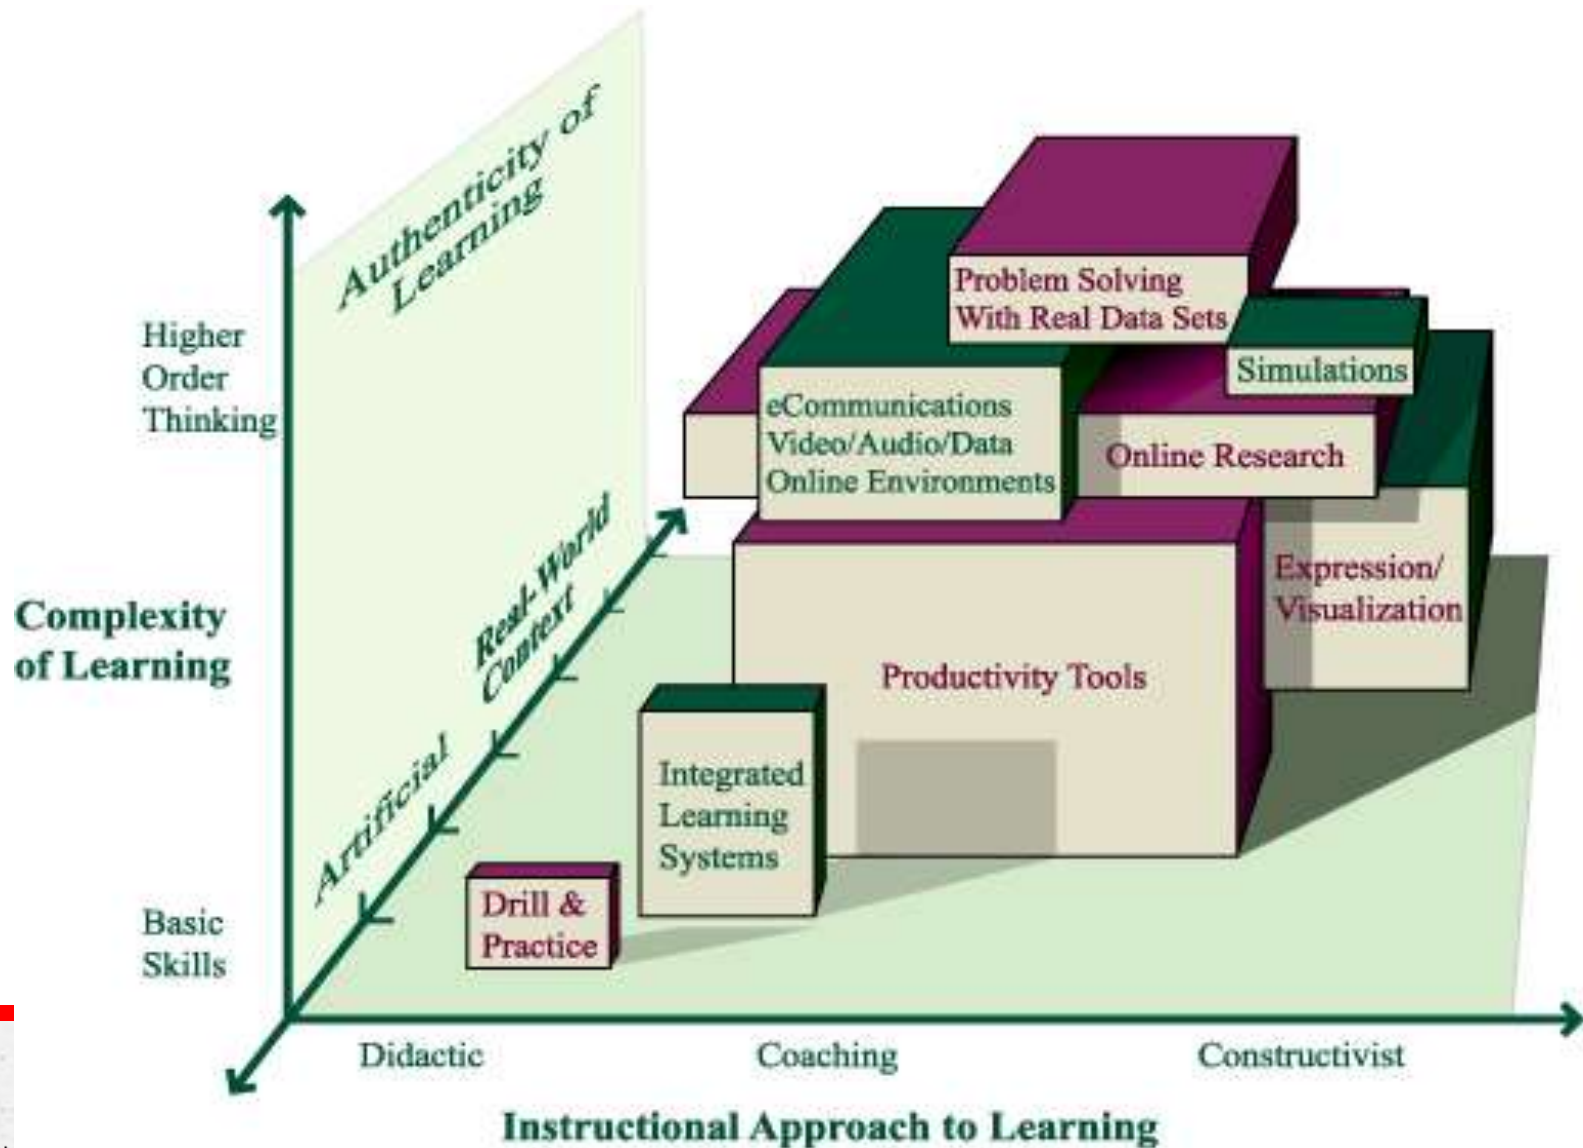 Authenticity of
Learning
Higher
Order
Thinking
Problem Solving
With Real Data Sets
Simulations
eCommunications
Video/Audio/Data
Online Environments
Online Research
Real-World
Context
Expression/
Visualization
Complexity
of Learning
Productivity Tools
Artificial
Integrated
Learning
Systems
Drill &
Practice
Basic
Skills
Didactic
Coaching
Constructivist
Instructional Approach to Learning